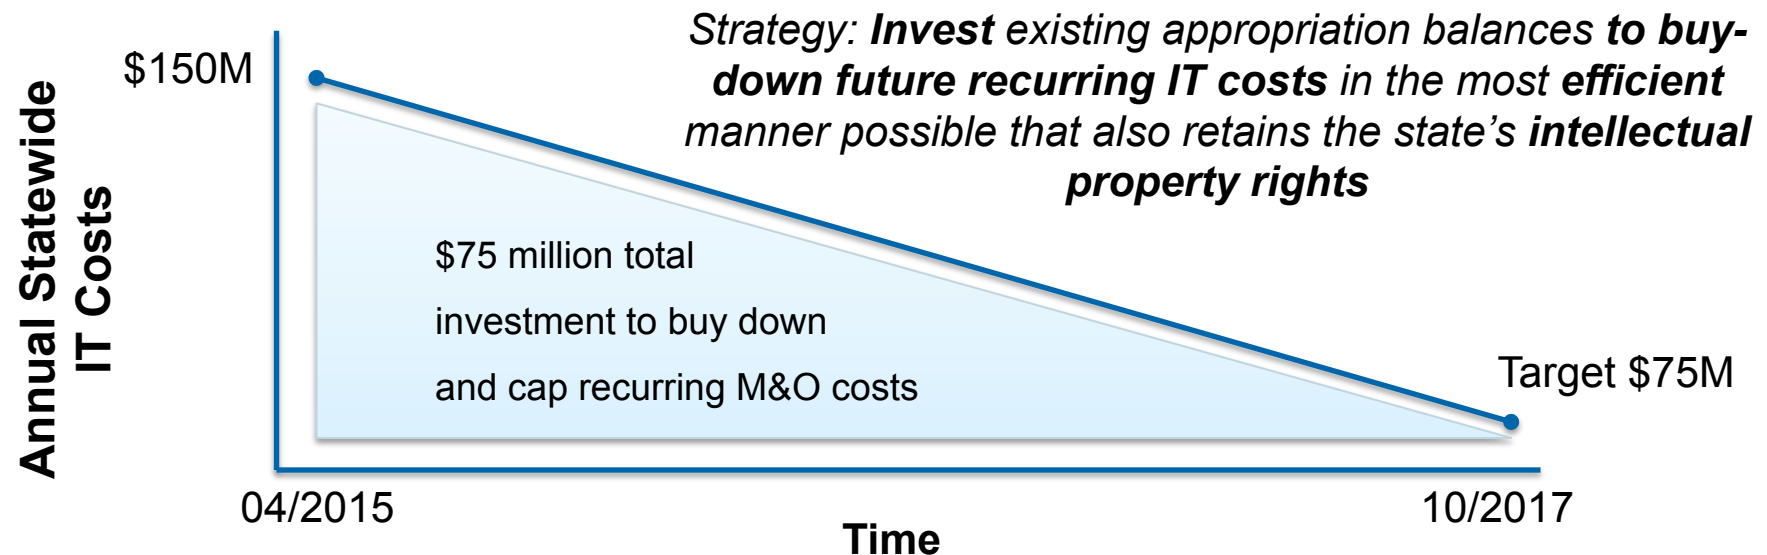 Strategy: Invest existing appropriation balances to buy-
down future recurring IT costs in the most efficient
manner possible that also retains the state’s intellectual
property rights
$150M
Annual Statewide
IT Costs
$75 million total
investment to buy down
and cap recurring M&O costs
Target $75M
04/2015
10/2017
Time